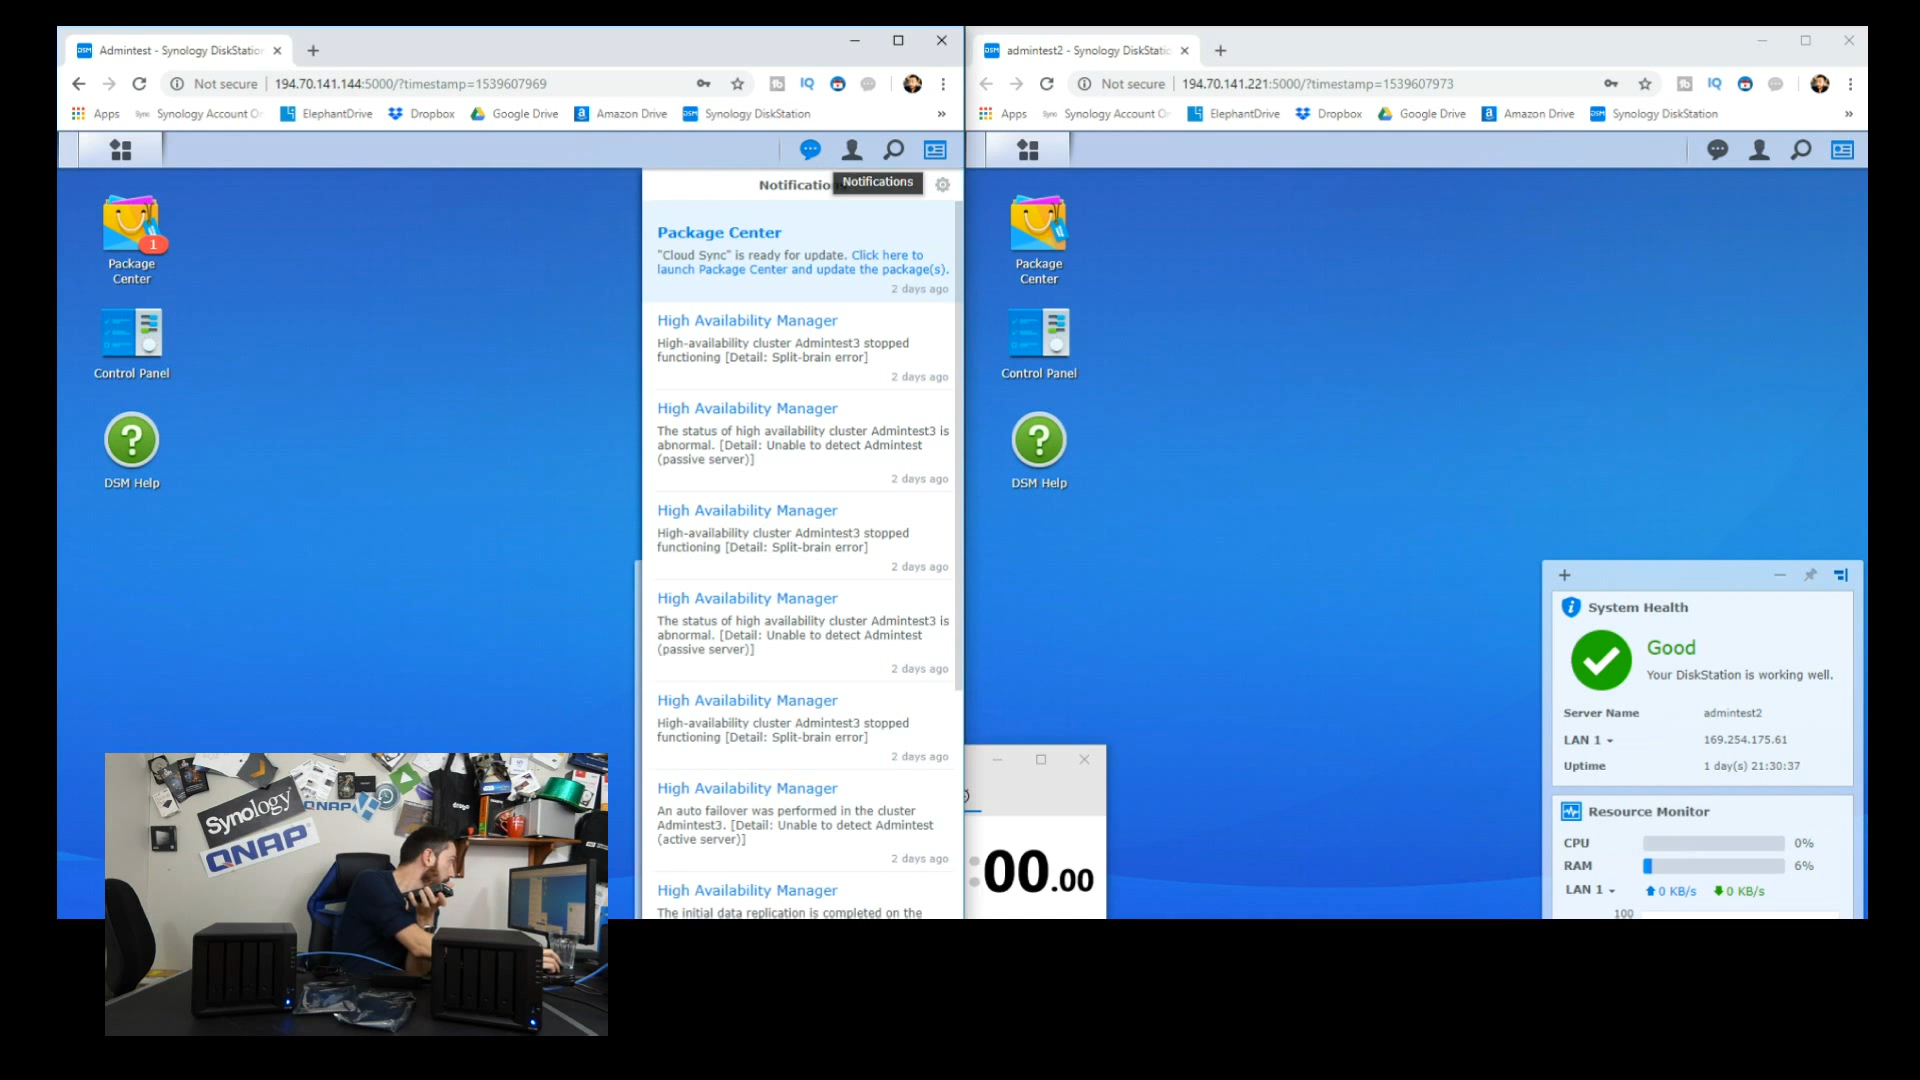 Admintest - Synology DiskStation
Not secure | 194.70.141.144:5000/?timestamp=1539607969
Apps
Synology Account O
ElephantDrive
Dropbox
Google Drive
Amazon Drive
Synology DiskStation
»
Notificatio
Notifications
Package Center
"Cloud Sync" is ready for update. Click here to
launch Package Center and update the package(s).
2 days ago
High Availability Manager
High-availability cluster Admintest3 stopped
functioning [Detail: Split-brain error]
2 days ago
High Availability Manager
The status of high availability cluster Admintest3 is
abnormal. [Detail: Unable to detect Admintest
(passive server)]
2 days ago
High Availability Manager
High-availability cluster Admintest3 stopped
functioning [Detail: Split-brain error]
2 days ago
High Availability Manager
The status of high availability cluster Admintest3 is
abnormal. [Detail: Unable to detect Admintest
(passive server)]
2 days ago
High Availability Manager
High-availability cluster Admintest3 stopped
functioning [Detail: Split-brain error]
2 days ago
High Availability Manager
An auto failover was performed in the cluster
Admintest3. [Detail: Unable to detect Admintest
(active server)]
2 days ago
High Availability Manager
The initial data replication is completed on the
1
Package
Center
Control Panel
DSM Help
admintest2 - Synology DiskStatic
Not secure | 194.70.141.221:5000/?timestamp=1539607973
Apps
Synology Account O
ElephantDrive
Dropbox
Google Drive
Amazon Drive
Synology DiskStation
»
Package
Center
Control Panel
DSM Help
System Health
Good
Your DiskStation is working well.
Server Name admintest2
LAN 1 169.254.175.61
Uptime 1 day(s) 21:30:37
Resource Monitor
CPU 0%
RAM 6%
LAN 1 0 KB/s 0 KB/s
100
:00.00
Synology
QNAP
QNAP